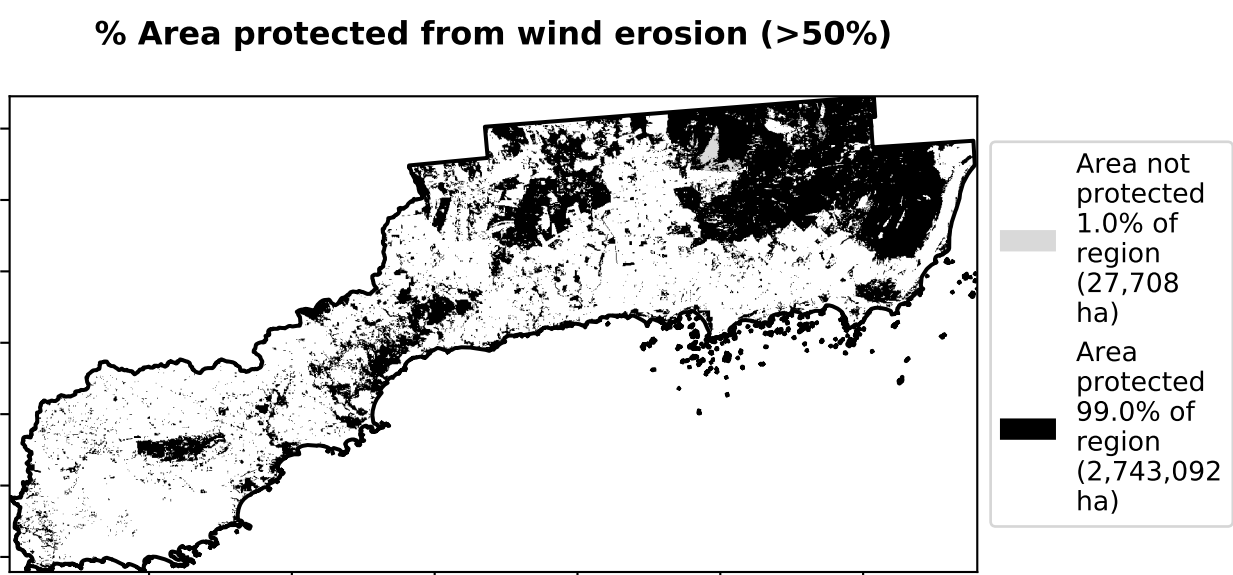 % Area protected from wind erosion (>50%)
Area not
protected
1.0% of
region
(27,708
ha)
Area
protected
99.0% of
region
(2,743,092
ha)